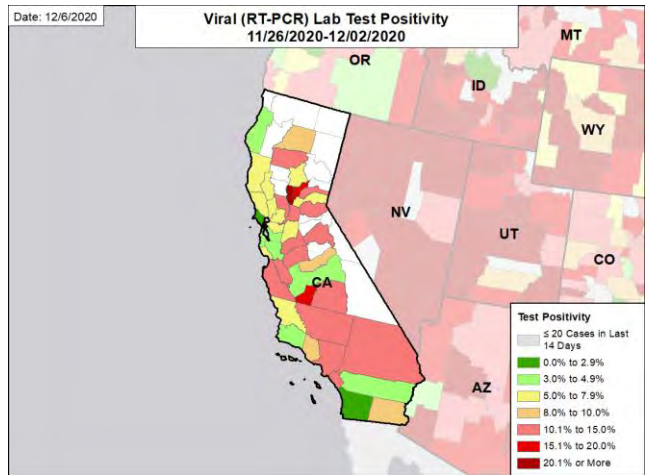 Date: 12/6/2020
Viral (RT-PCR) Lab Test Positivity
11/26/2020-12/02/2020
MT
OR
ID
WY
NV
UT
CO
CA
AZ
Test Positivity
≤ 20 Cases in Last
14 Days
0.0% to 2.9%
3.0% to 4.9%
5.0% to 7.9%
8.0% to 10.0%
10.1% to 15.0%
15.1% to 20.0%
20.1% or More